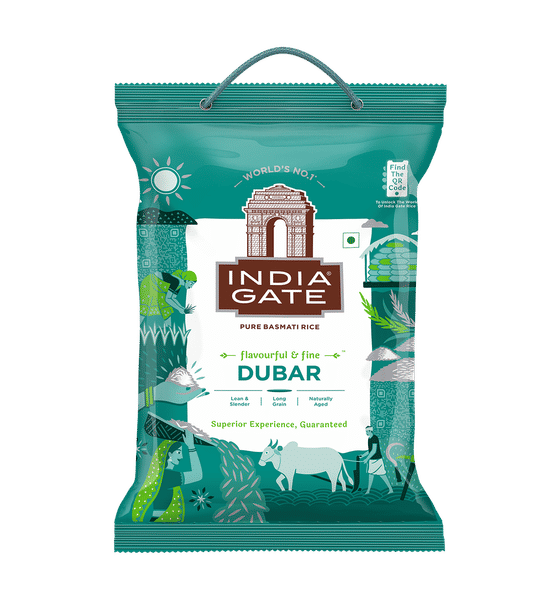 WORLD'S NO.1
Find
The
QR
Code
To Unlock The World
Of India Gate Rice
INDIA
GATE
®
PURE BASMATI RICE
flavourful & fine
™
DUBAR
Lean &
Slender
Long
Grain
Naturally
Aged
Superior Experience, Guaranteed